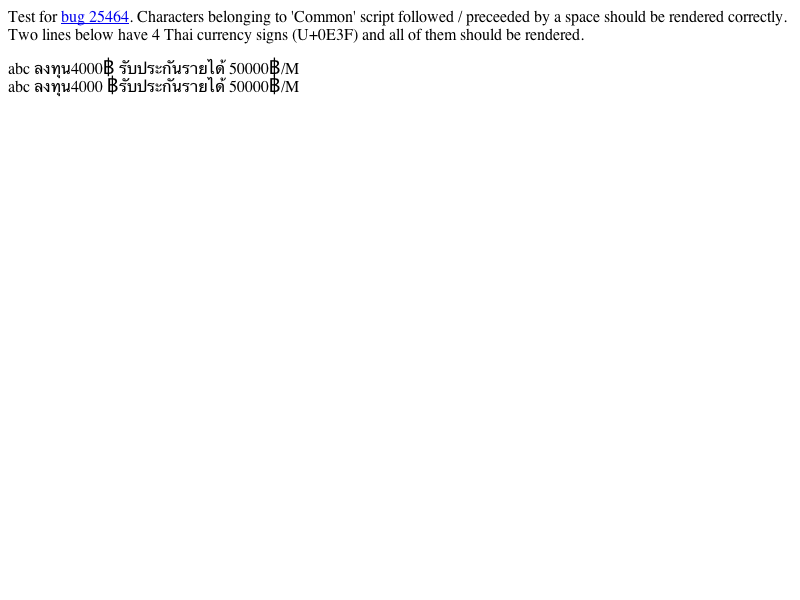 Test for bug 25464. Characters belonging to 'Common' script followed / preceeded by a space should be rendered correctly.
Two lines below have 4 Thai currency signs (U+0E3F) and all of them should be rendered.
abc ลงทุน4000฿ รับประกันรายได้ 50000฿/M
abc ลงทุน4000 ฿รับประกันรายได้ 50000฿/M